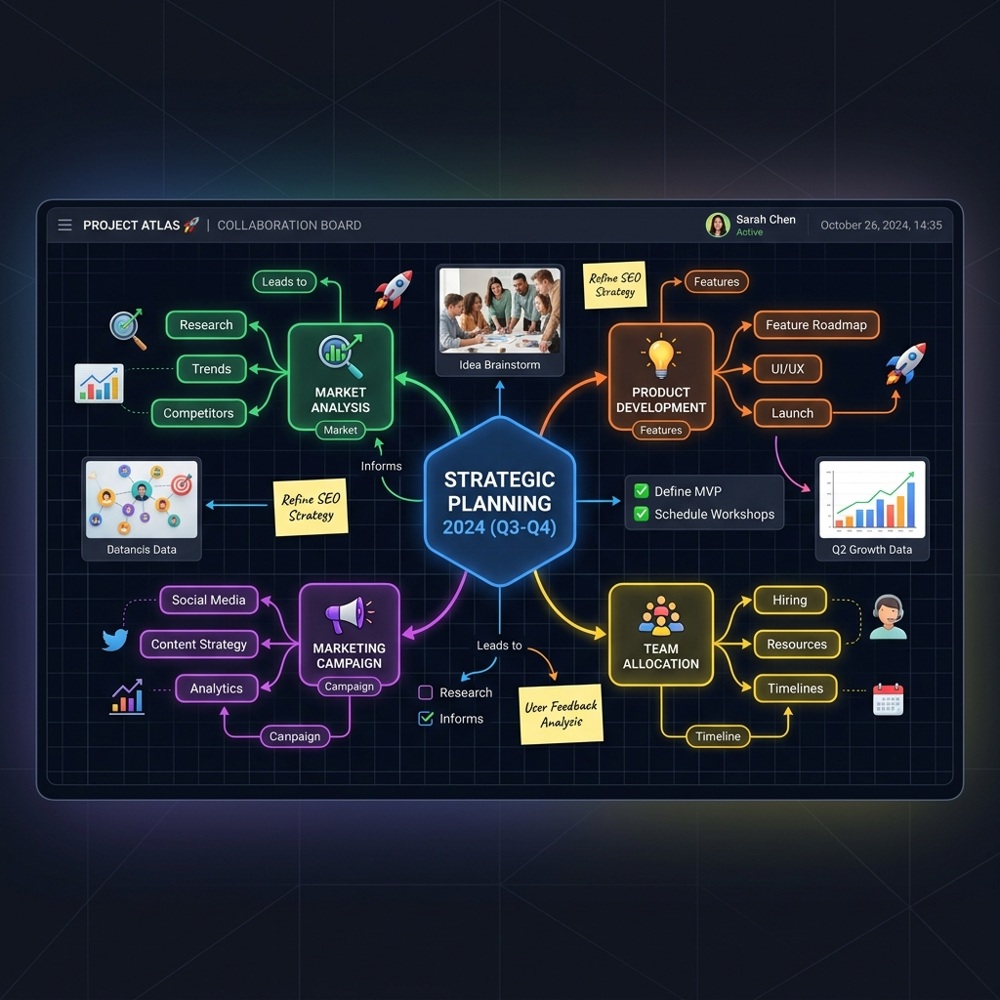 PROJECT ATLAS | COLLABORATION BOARD
Sarah Chen
Active
October 26, 2024, 14:35
Leads to
Research
Trends
Competitors
MARKET
ANALYSIS
Market
Idea Brainstorm
Refine SEO
Strategy
Features
PRODUCT
DEVELOPMENT
Features
Feature Roadmap
UI/UX
Launch
Informs
STRATEGIC
PLANNING
2024 (Q3-Q4)
Datancis Data
Refine SEO
Strategy
Define MVP
Schedule Workshops
Q2 Growth Data
Social Media
Content Strategy
Analytics
MARKETING
CAMPAIGN
Campaign
Canpaign
Leads to
Research
Informs
Ucer Feedback
Analyzis
TEAM
ALLOCATION
Hiring
Resources
Timelines
Timeline